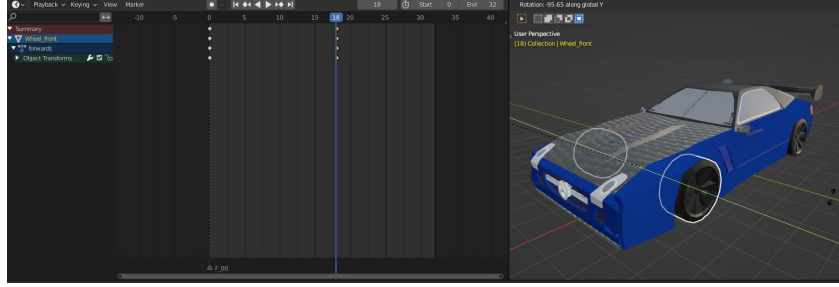 Playback Keying View Marker 18 Start 0 End 32
-10 -5 0 5 10 15 18 20 25 30 35 40
Summary
Wheel_front
forwards
Object Transforms
F_00
Rotation: -95.65 along global Y
User Perspective
(18) Collection | Wheel_front